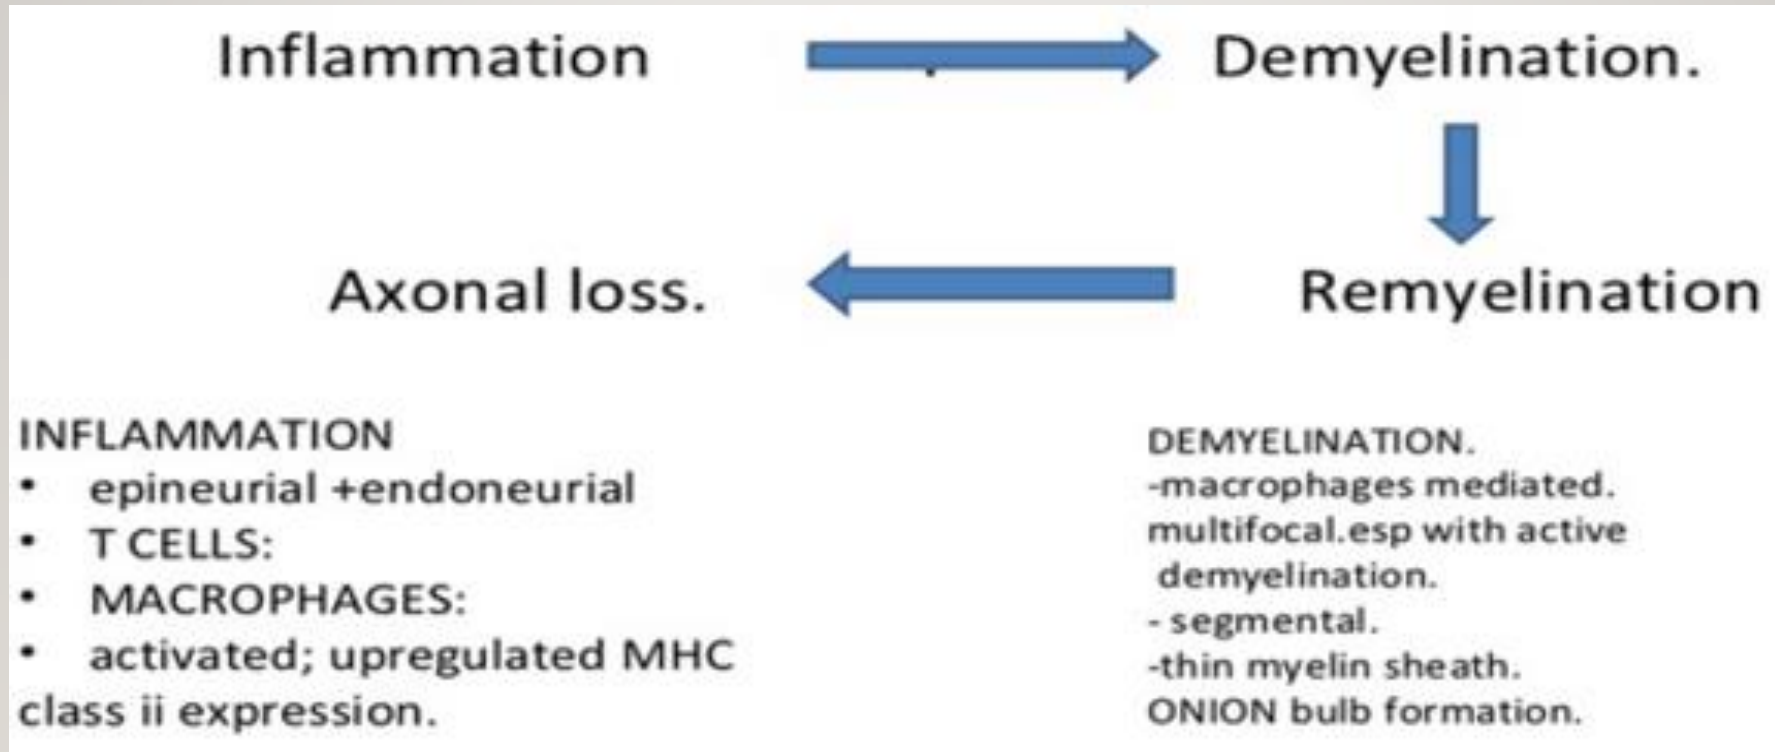 Inflammation
Demyelination.
Axonal loss.
Remyelination
INFLAMMATION
• epineurial +endoneurial
• T CELLS:
• MACROPHAGES:
• activated; upregulated MHC
class ii expression.
DEMYELINATION.
-macrophages mediated.
multifocal.esp with active
demyelination.
- segmental.
-thin myelin sheath.
ONION bulb formation.